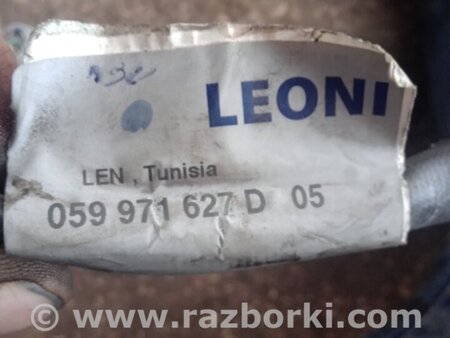 LEONI
LEN , Tunisia
059 971 627 D 05
© www.razborki.com